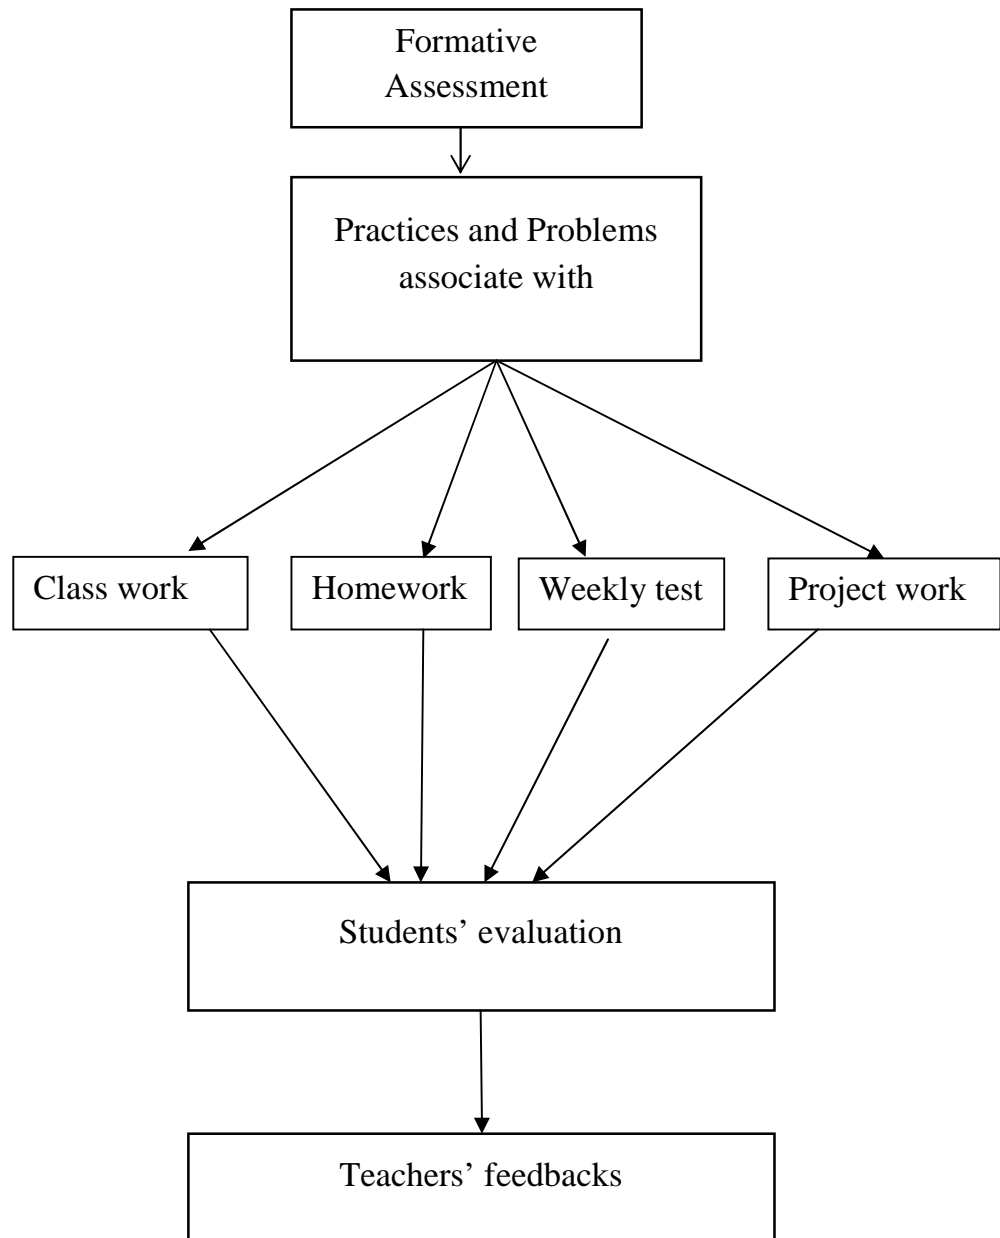 Formative
Assessment
Practices and Problems
associate with
Class work
Homework
Weekly test
Project work
Students’ evaluation
Teachers’ feedbacks